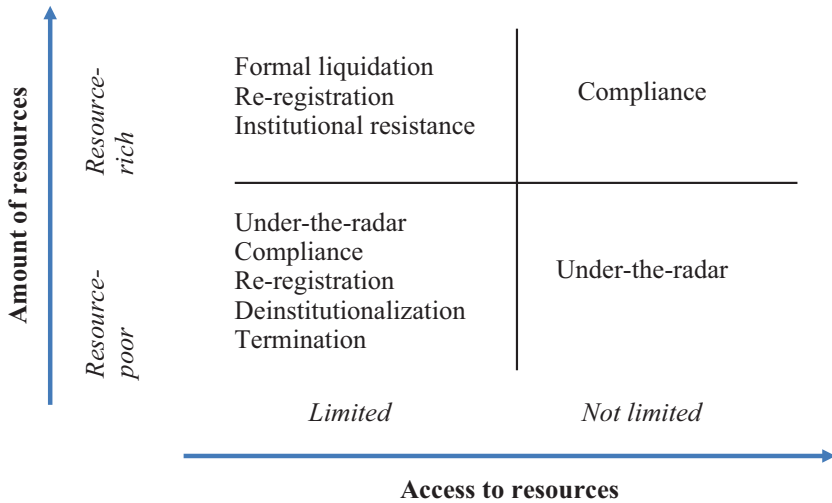 Amount of resources
Resource-
rich
Resource-
poor
Formal liquidation
Re-registration
Institutional resistance
Compliance
Under-the-radar
Compliance
Re-registration
Deinstitutionalization
Termination
Under-the-radar
Limited
Not limited
Access to resources